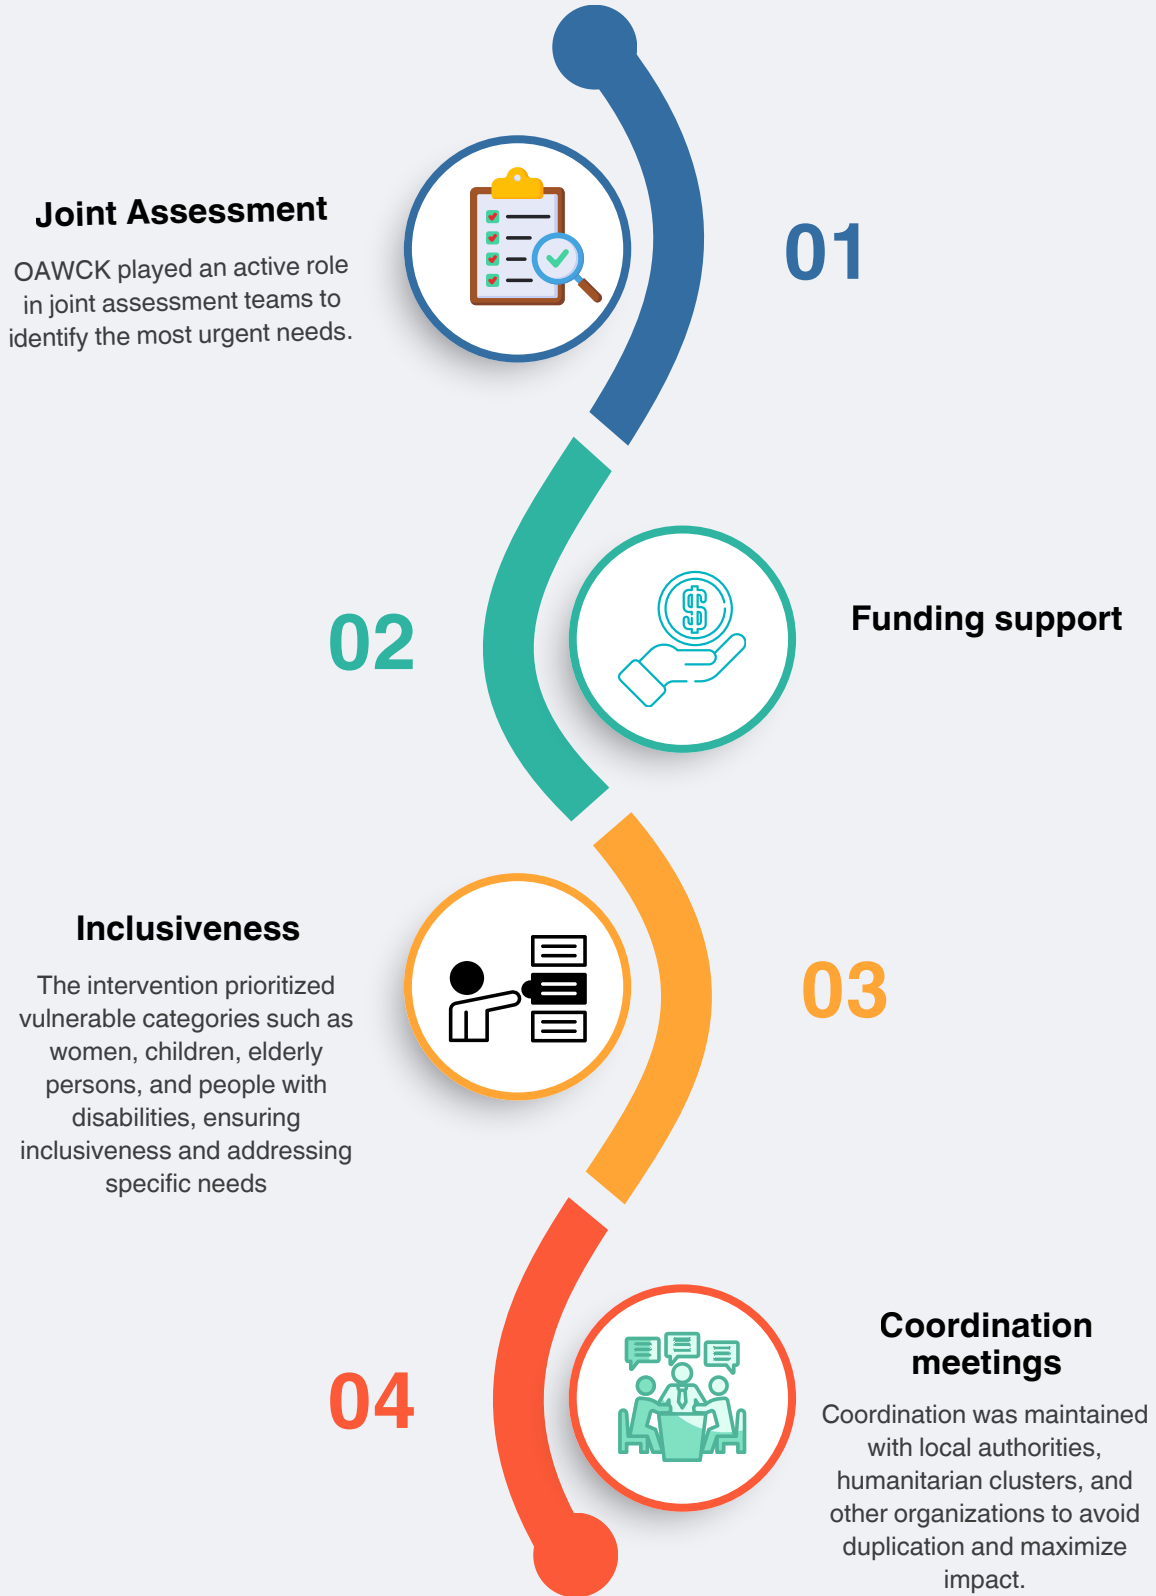 Joint Assessment
OAWCK played an active role
in joint assessment teams to
identify the most urgent needs.
01
02
Funding support
Inclusiveness
The intervention prioritized
vulnerable categories such as
women, children, elderly
persons, and people with
disabilities, ensuring
inclusiveness and addressing
specific needs
03
04
Coordination
meetings
Coordination was maintained
with local authorities,
humanitarian clusters, and
other organizations to avoid
duplication and maximize
impact.